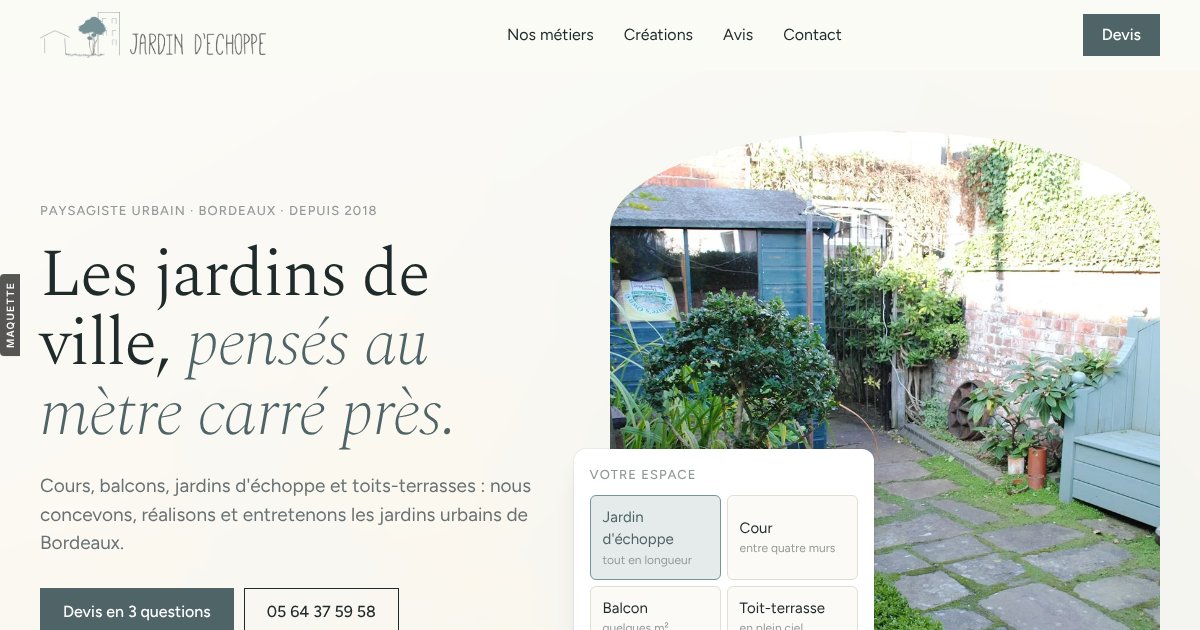 JARDIN D'ECHOPPE
Nos métiers
Créations
Avis
Contact
Devis
PAYSAGISTE URBAIN · BORDEAUX · DEPUIS 2018
Les jardins de
ville, pensés au
mètre carré près.
MAQUETTE
Cours, balcons, jardins d'échoppe et toits-terrasses : nous
concevons, réalisons et entretenons les jardins urbains de
Bordeaux.
Devis en 3 questions
05 64 37 59 58
VOTRE ESPACE
Jardin
d'échoppe
tout en longueur
Cour
entre quatre murs
Balcon
quelques m²
Toit-terrasse
en plein ciel